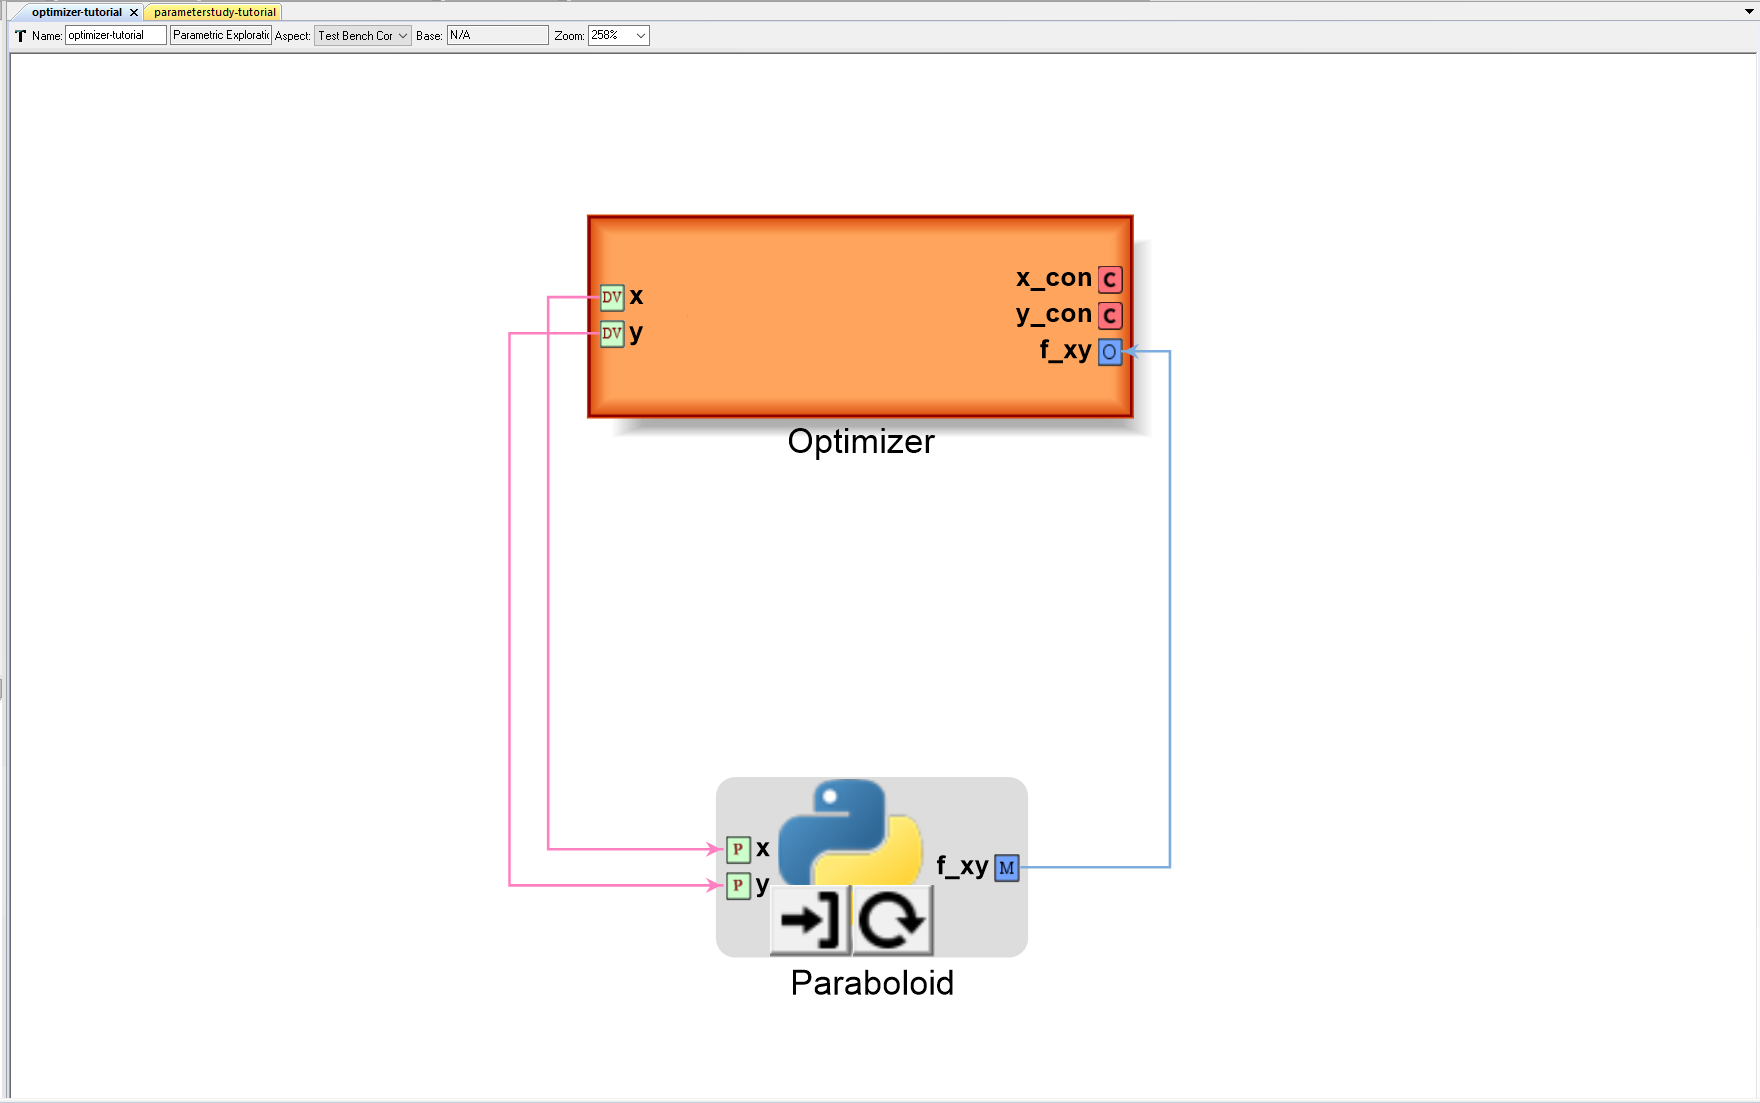 optimizer-tutorial parameterstudy-tutorial
T Name: optimizer-tutorial Parametric Exploratic Aspect: Test Bench Cor Base: N/A Zoom: 258%
x_con C
DV x
y_con C
DV y
f_xy O
Optimizer
P x
f_xy M
P y
Paraboloid